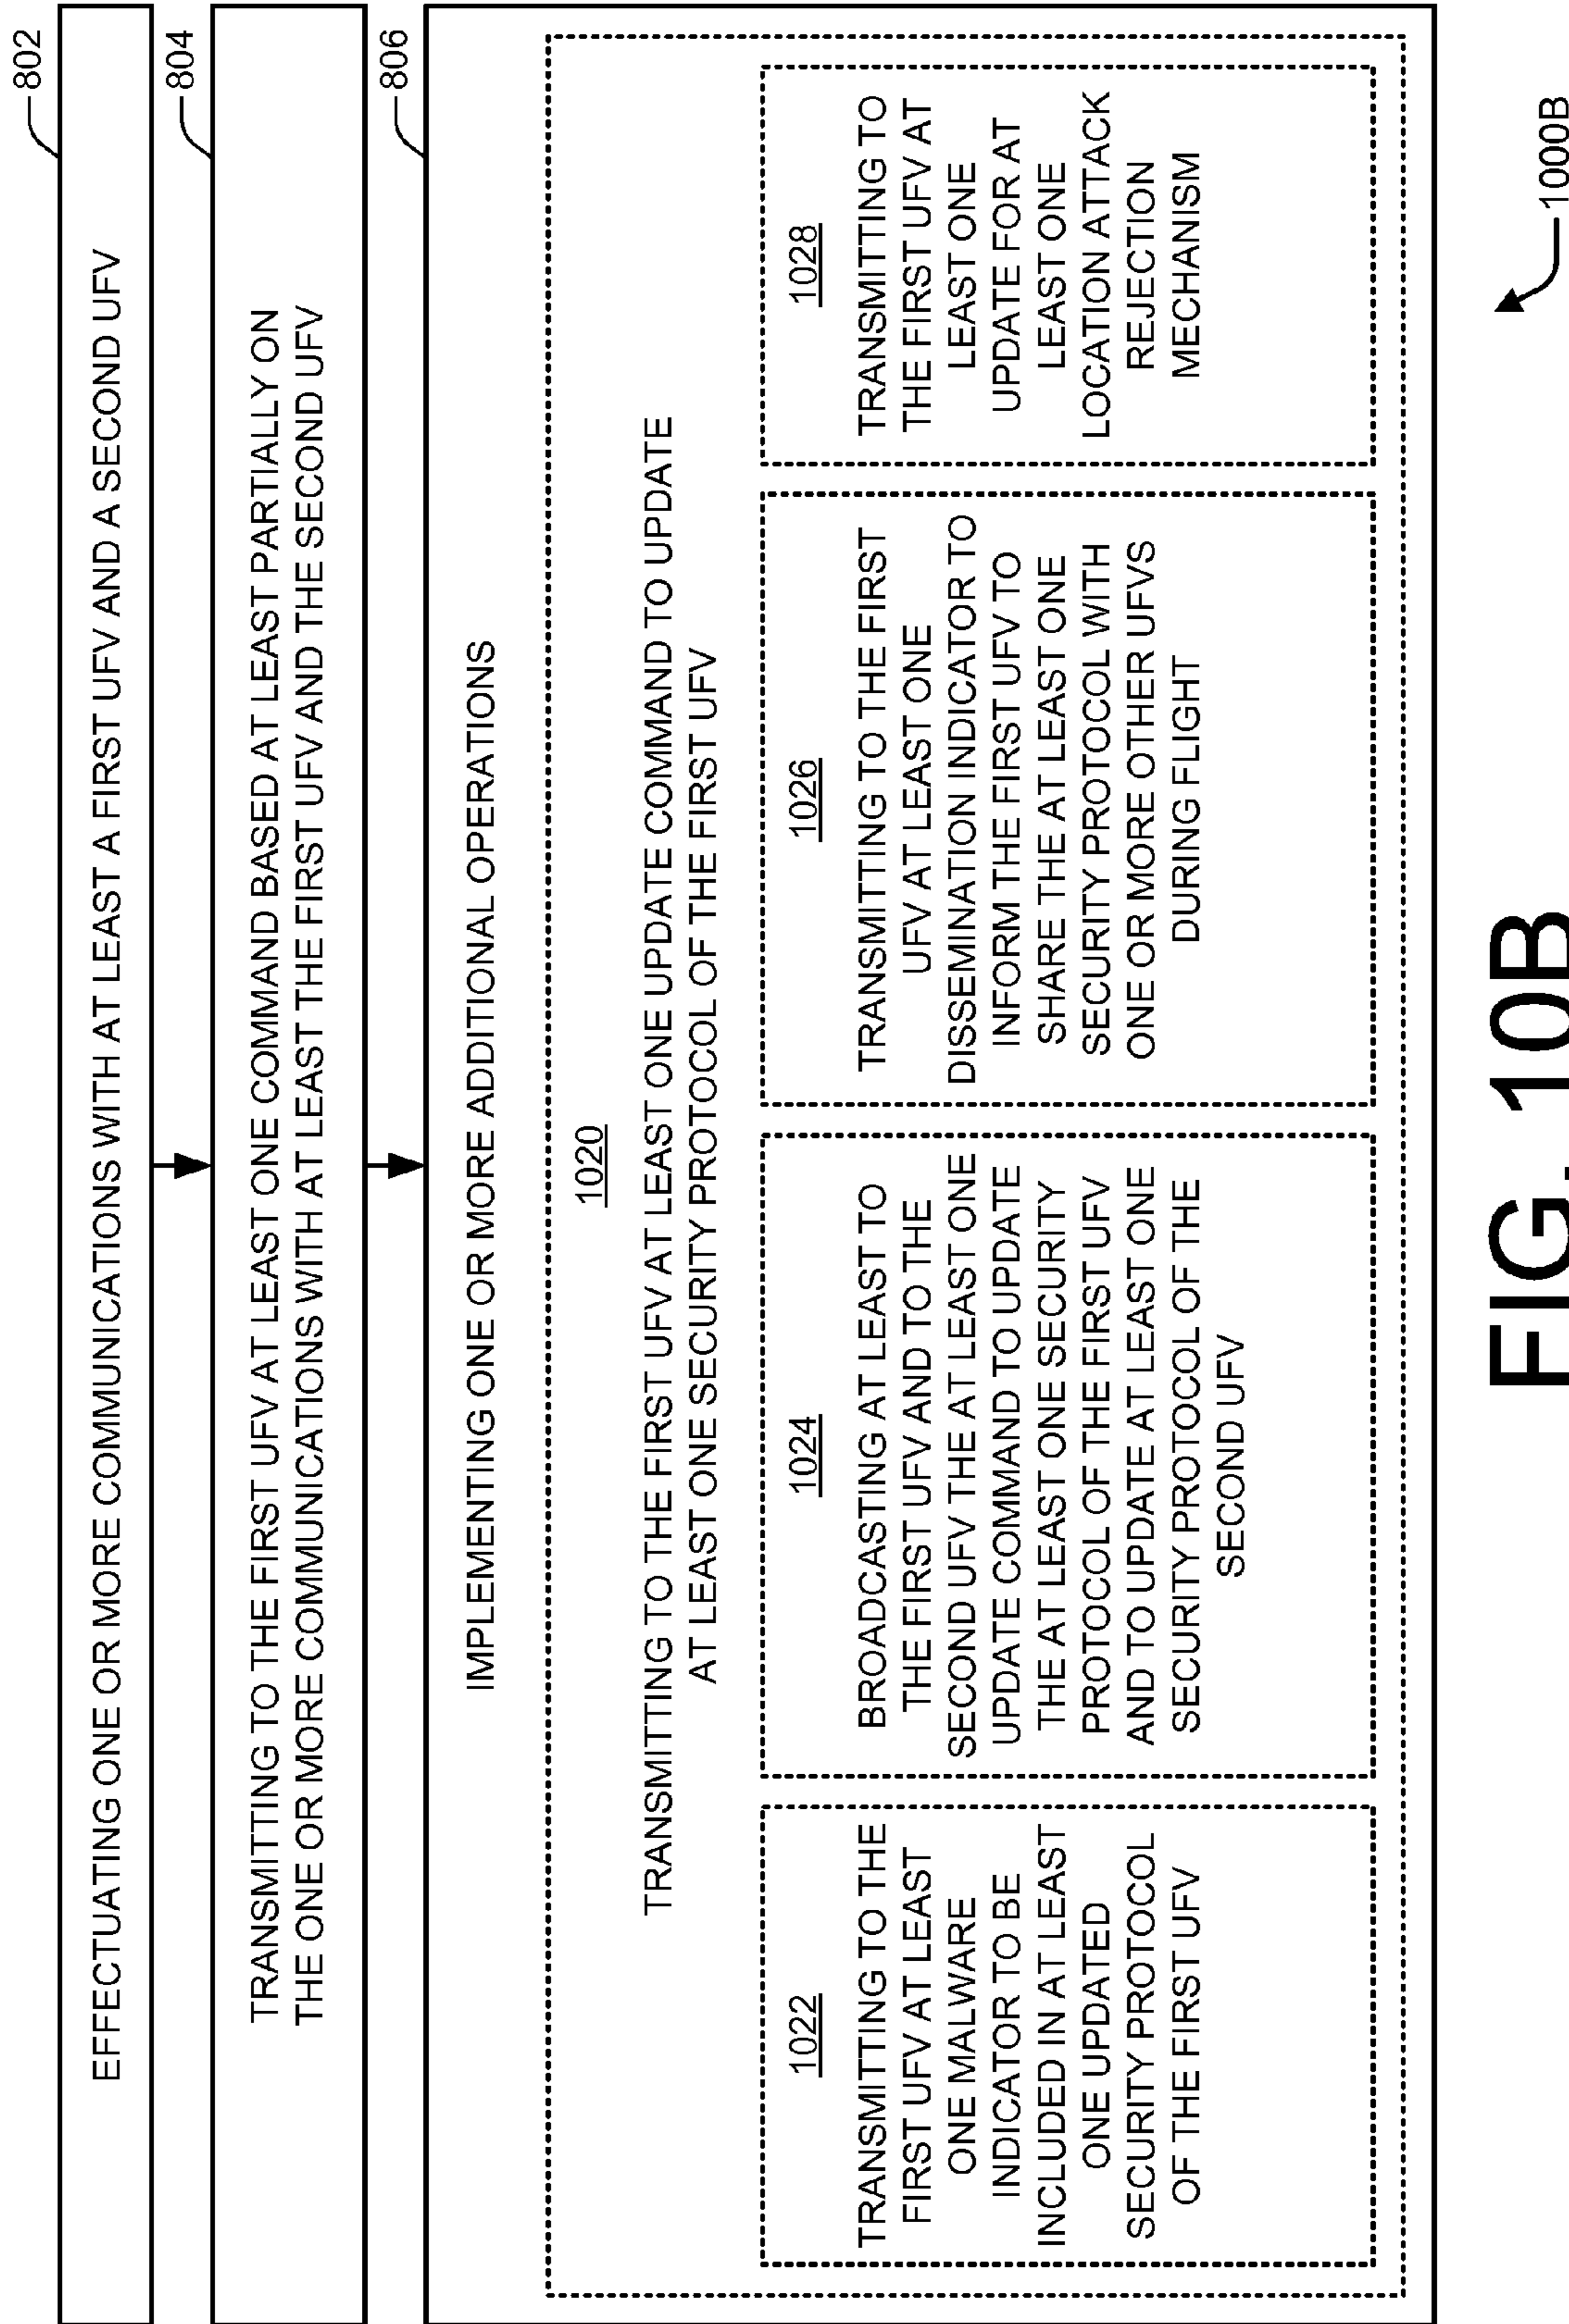 802
EFFECTUATING ONE OR MORE COMMUNICATIONS WITH AT LEAST A FIRST UFV AND A SECOND UFV
804
TRANSMITTING TO THE FIRST UFV AT LEAST ONE COMMAND BASED AT LEAST PARTIALLY ON
THE ONE OR MORE COMMUNICATIONS WITH AT LEAST THE FIRST UFV AND THE SECOND UFV
806
IMPLEMENTING ONE OR MORE ADDITIONAL OPERATIONS
1020
TRANSMITTING TO THE FIRST UFV AT LEAST ONE UPDATE COMMAND TO UPDATE
AT LEAST ONE SECURITY PROTOCOL OF THE FIRST UFV
1022
TRANSMITTING TO THE
FIRST UFV AT LEAST
ONE MALWARE
INDICATOR TO BE
INCLUDED IN AT LEAST
ONE UPDATED
SECURITY PROTOCOL
OF THE FIRST UFV
1024
BROADCASTING AT LEAST TO
THE FIRST UFV AND TO THE
SECOND UFV THE AT LEAST ONE
UPDATE COMMAND TO UPDATE
THE AT LEAST ONE SECURITY
PROTOCOL OF THE FIRST UFV
AND TO UPDATE AT LEAST ONE
SECURITY PROTOCOL OF THE
SECOND UFV
1026
TRANSMITTING TO THE FIRST
UFV AT LEAST ONE
DISSEMINATION INDICATOR TO
INFORM THE FIRST UFV TO
SHARE THE AT LEAST ONE
SECURITY PROTOCOL WITH
ONE OR MORE OTHER UFVS
DURING FLIGHT
1028
TRANSMITTING TO
THE FIRST UFV AT
LEAST ONE
UPDATE FOR AT
LEAST ONE
LOCATION ATTACK
REJECTION
MECHANISM
FIG. 10B
1000B